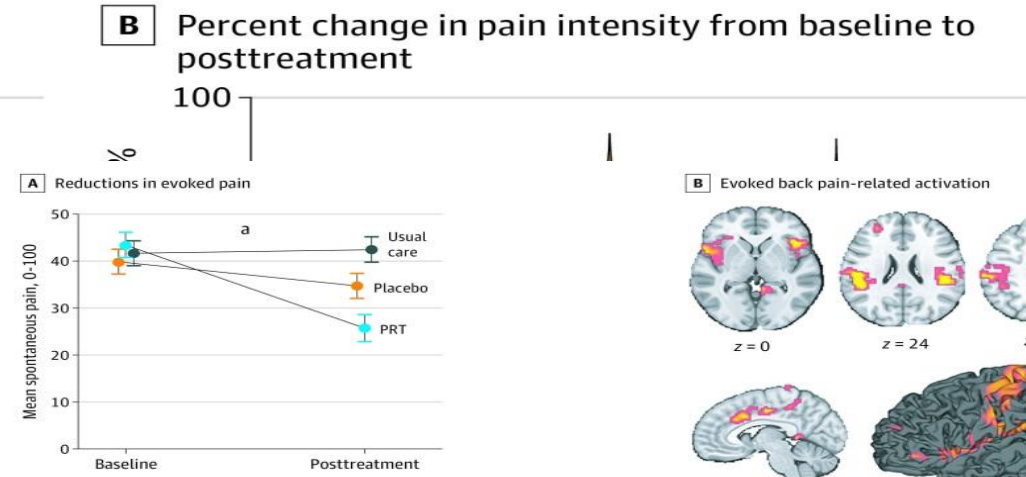 B Percent change in pain intensity from baseline to
posttreatment
100
%
A Reductions in evoked pain
50
40
30
20
10
0
Mean spontaneous pain, 0-100
a
Usual
care
Placebo
PRT
Baseline Posttreatment
B Evoked back pain-related activation
z = 0
z = 24